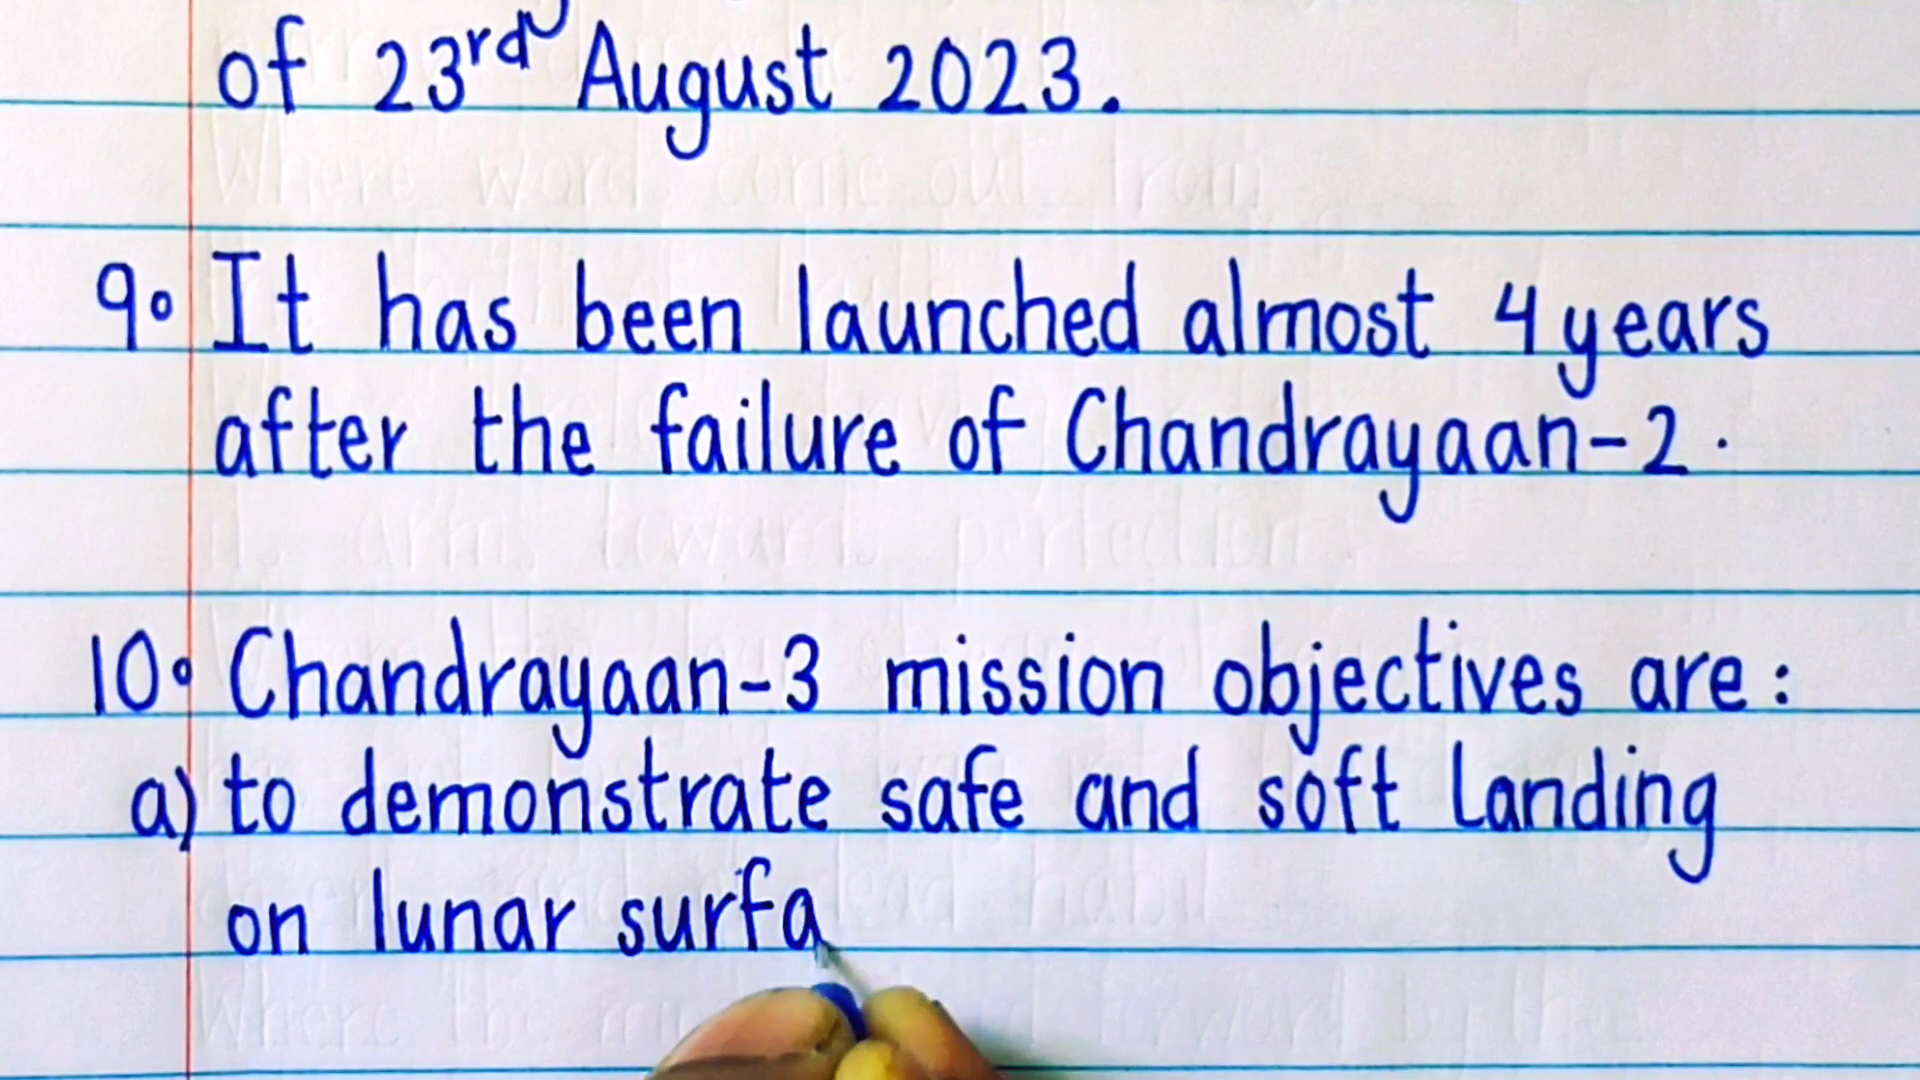 of 23rd August 2023.
9. It has been launched almost 4 years
after the failure of Chandrayaan-2.
10. Chandrayaan-3 mission objectives are:
a) to demonstrate safe and soft landing
on lunar surfa